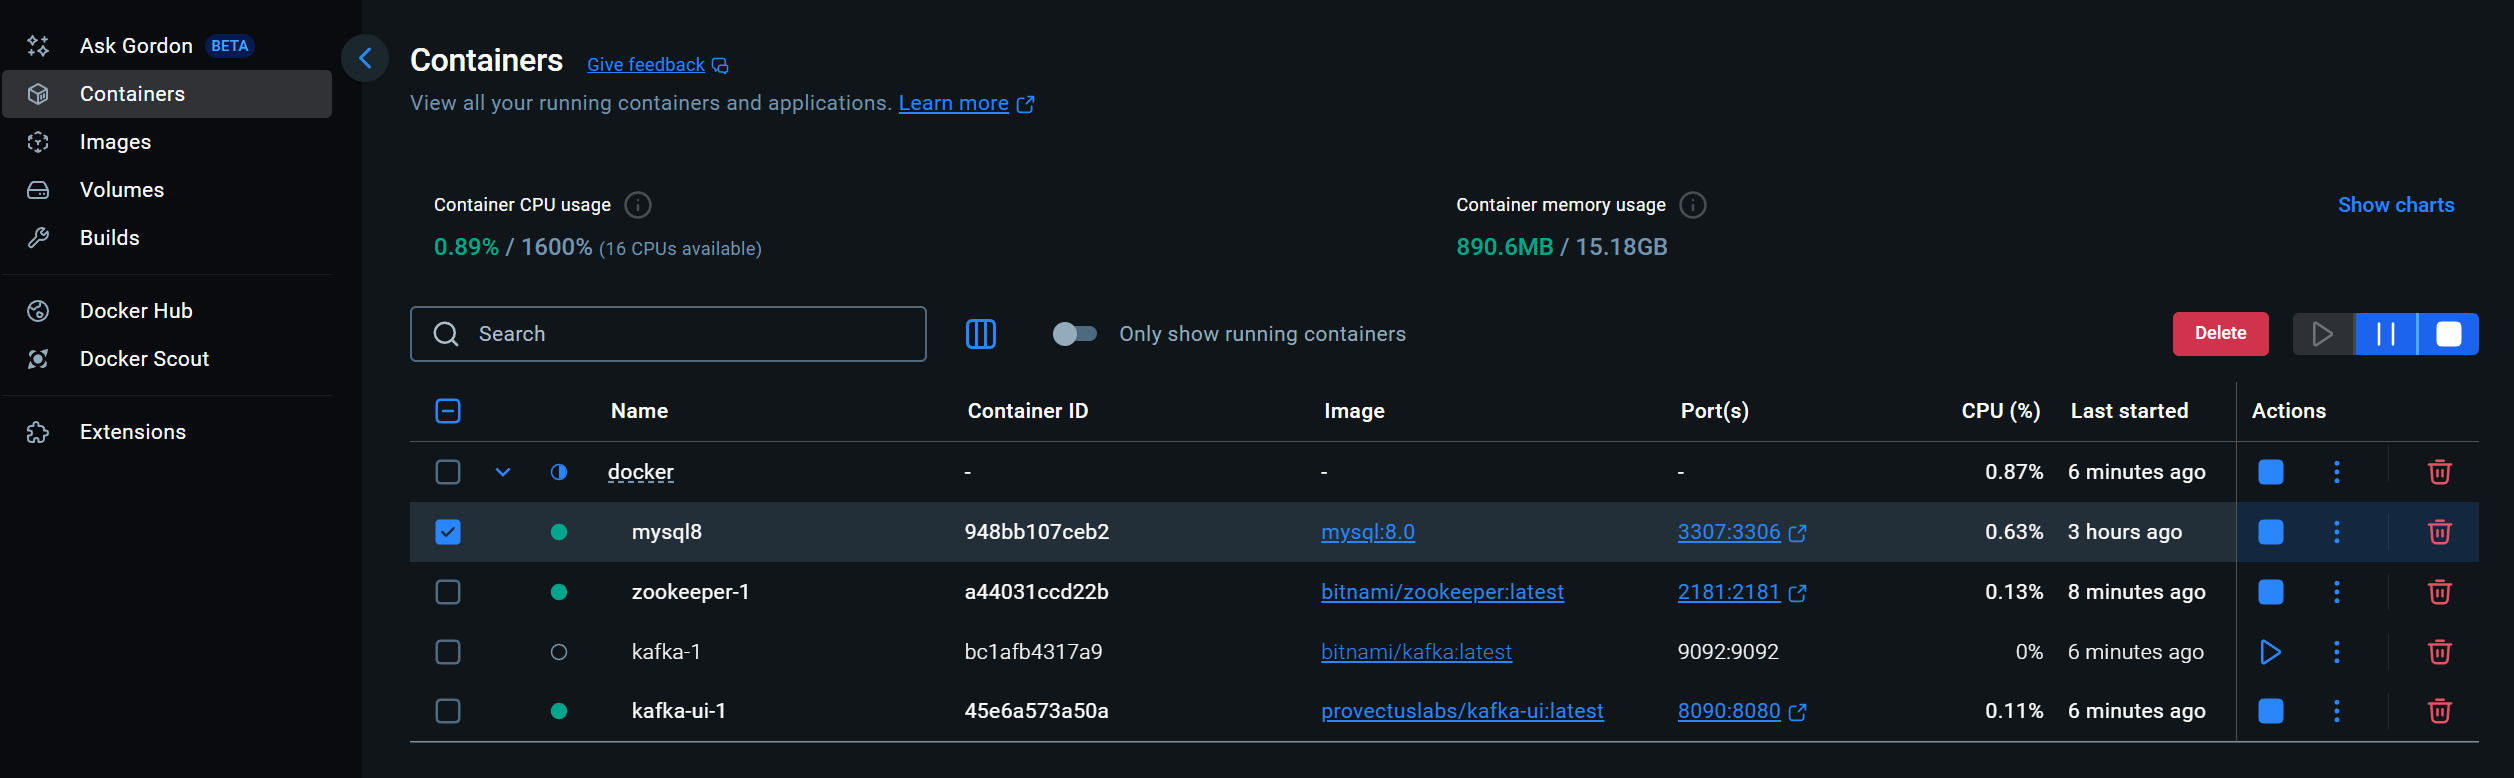 Ask Gordon BETA
Containers
Images
Volumes
Builds
Docker Hub
Docker Scout
Extensions
Containers Give feedback
View all your running containers and applications. Learn more
Container CPU usage
0.89% / 1600% (16 CPUs available)
Container memory usage
890.6MB / 15.18GB
Show charts
Search
Only show running containers
Delete
Name Container ID Image Port(s) CPU (%) Last started Actions
docker - - - 0.87% 6 minutes ago
mysql8 948bb107ceb2 mysql:8.0 3307:3306 0.63% 3 hours ago
zookeeper-1 a44031ccd22b bitnami/zookeeper:latest 2181:2181 0.13% 8 minutes ago
kafka-1 bc1afb4317a9 bitnami/kafka:latest 9092:9092 0% 6 minutes ago
kafka-ui-1 45e6a573a50a provectuslabs/kafka-ui:latest 8090:8080 0.11% 6 minutes ago